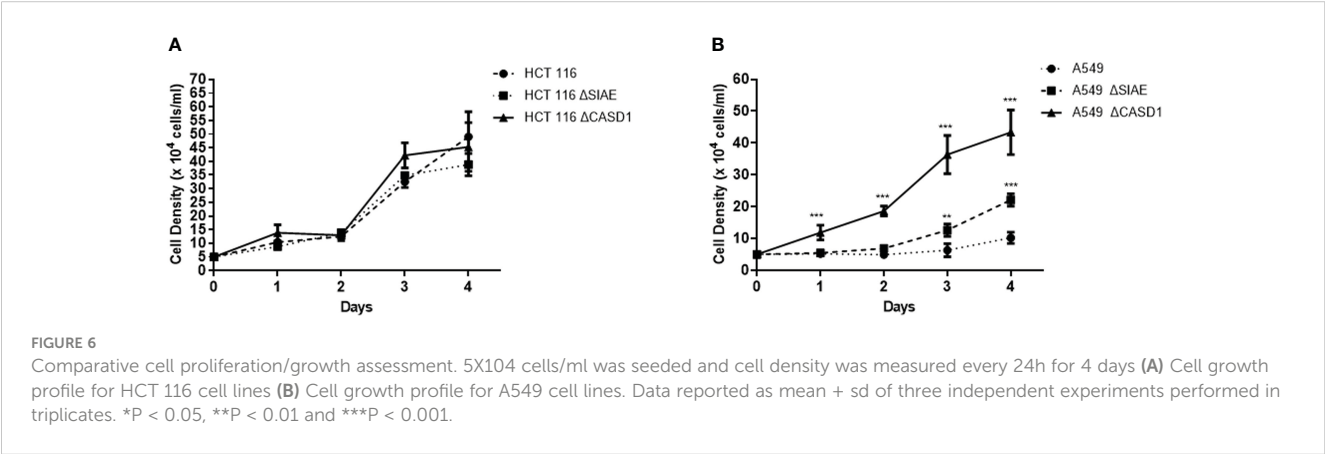 A
HCT 116
HCT 116 ΔSIAE
HCT 116 ΔCASD1
70
65
60
55
50
45
40
35
30
25
20
15
10
5
0
Cell Density (x 10⁴ cells/ml)
0 1 2 3 4
Days
B
A549
A549 ΔSIAE
A549 ΔCASD1
60
50
40
30
20
10
0
Cell Density (x 10⁴ cells/ml)
*** *** *** ***
** ***
0 1 2 3 4
Days
FIGURE 6
Comparative cell proliferation/growth assessment. 5X104 cells/ml was seeded and cell density was measured every 24h for 4 days (A) Cell growth
profile for HCT 116 cell lines (B) Cell growth profile for A549 cell lines. Data reported as mean + sd of three independent experiments performed in
triplicates. *P < 0.05, **P < 0.01 and ***P < 0.001.